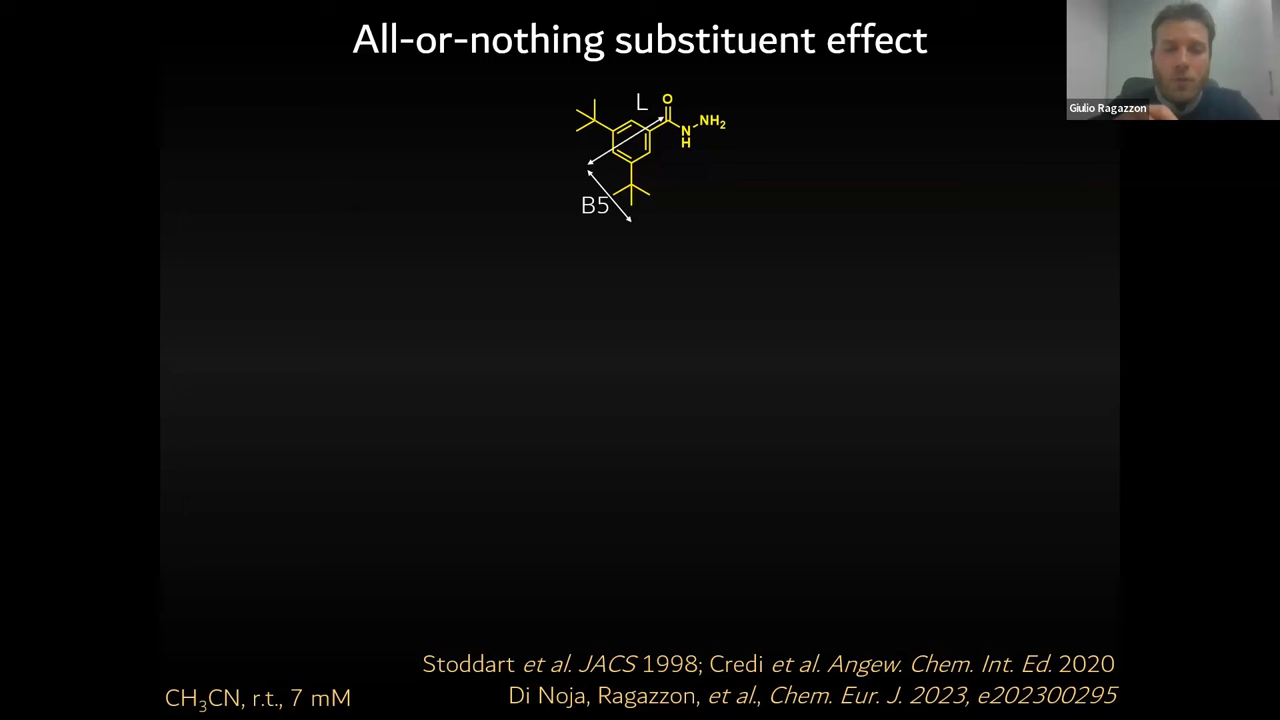 All-or-nothing substituent effect
Giulio Ragazzon
L
O
N
H
NH₂
B5
Stoddart et al. JACS 1998; Credi et al. Angew. Chem. Int. Ed. 2020
CH₃CN, r.t., 7 mM
Di Noja, Ragazzon, et al., Chem. Eur. J. 2023, e202300295